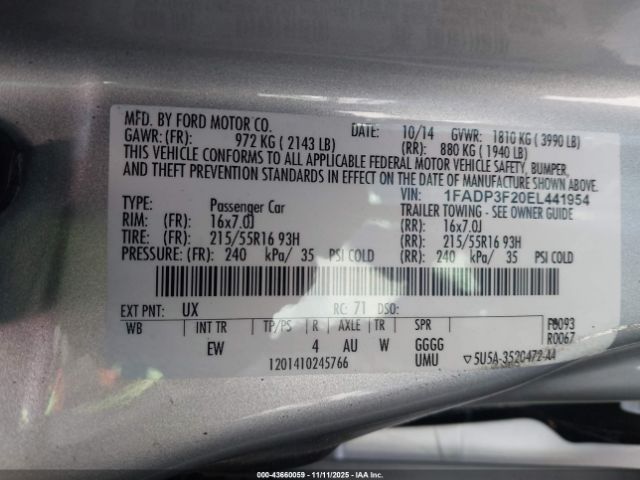 MFD. BY FORD MOTOR CO. DATE: 10/14 GVWR: 1810 KG (3990 LB)
GAWR: (FR): 972 KG (2143 LB) (RR): 880 KG (1940 LB)
THIS VEHICLE CONFORMS TO ALL APPLICABLE FEDERAL MOTOR VEHICLE SAFETY, BUMPER,
AND THEFT PREVENTION STANDARDS IN EFFECT ON THE DATE OF MANUFACTURE SHOWN ABOVE.
VIN: 1FADP3F20EL441954
TYPE: Passenger Car TRAILER TOWING - SEE OWNER GUIDE
RIM: (FR) 16x7.0J (RR): 16x7.0J
TIRE: (FR) 215/55R16 93H (RR): 215/55R16 93H
PRESSURE: (FR): 240 kPa/ 35 PSI COLD (RR): 240 kPa/ 35 PSI COLD
EXT PNT: UX RC: 71 DSO:
WB INT TR TP/PS R AXLE TR SPR F0093
EW 4 AU W GGGG R0067
1201410245766 UMU ▽5U5A-3520472-AA
000-43660059 - 11/11/2025 - IAAI.COM